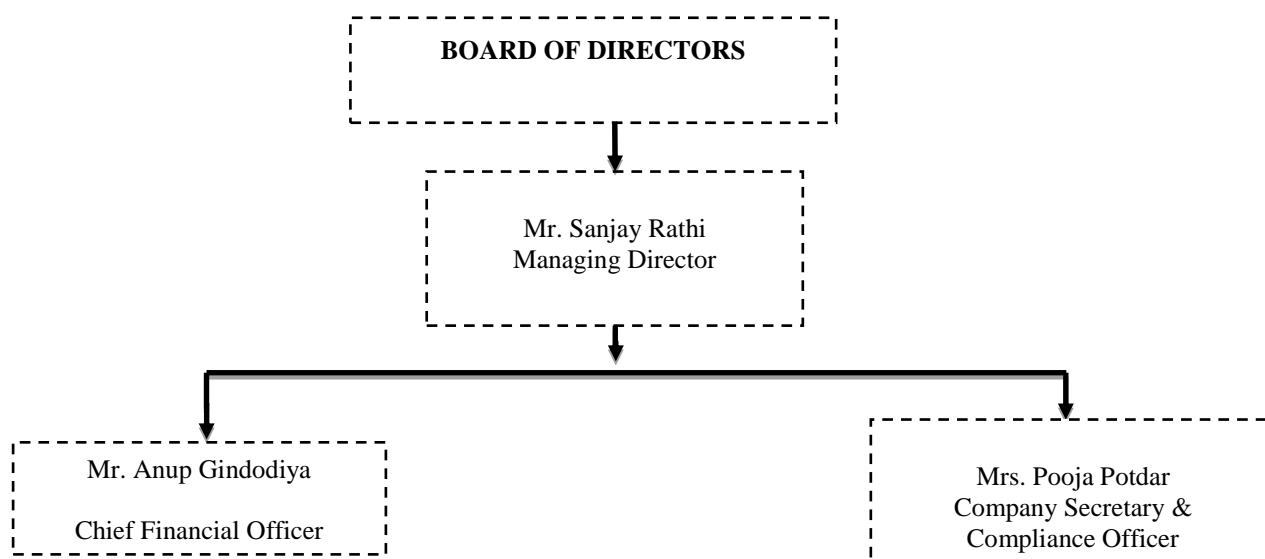 BOARD OF DIRECTORS
Mr. Sanjay Rathi
Managing Director
Mr. Anup Gindodiya
Chief Financial Officer
Mrs. Pooja Potdar
Company Secretary &
Compliance Officer